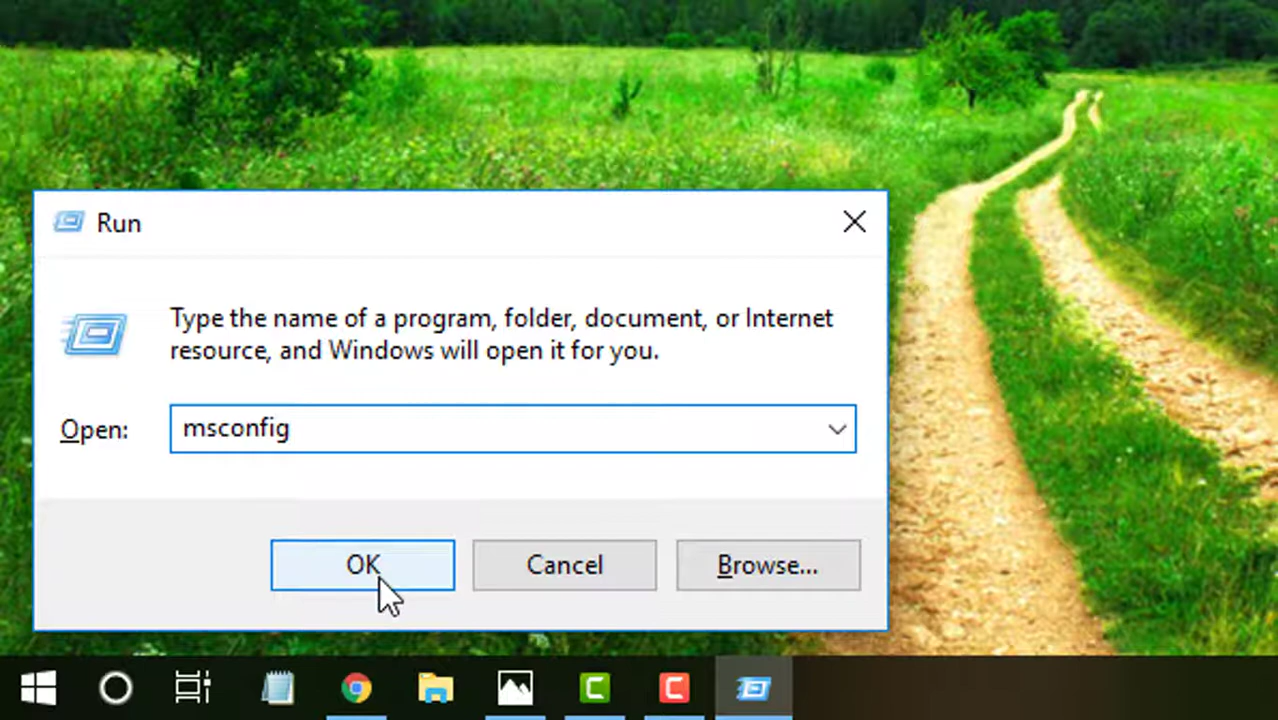 Run
Type the name of a program, folder, document, or Internet
resource, and Windows will open it for you.
Open: msconfig
OK Cancel Browse...